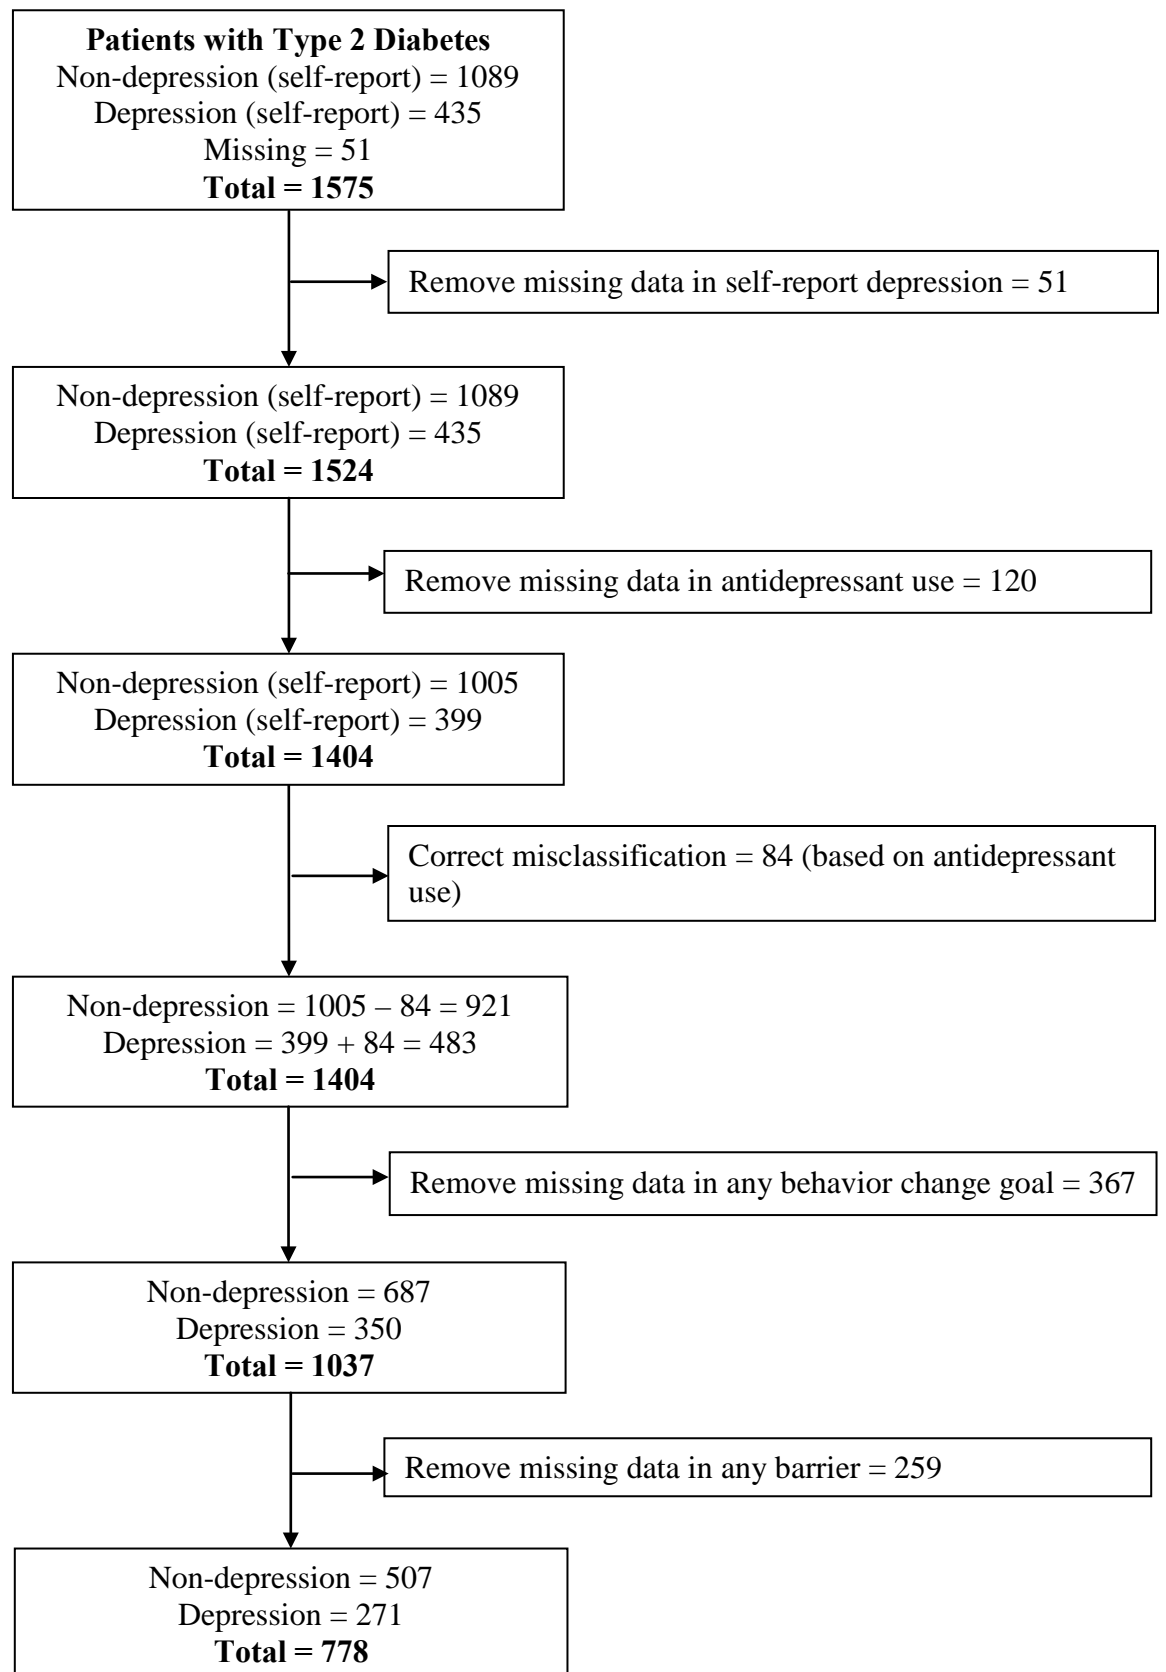 Patients with Type 2 Diabetes
Non-depression (self-report) = 1089
Depression (self-report) = 435
Missing = 51
Total = 1575
Remove missing data in self-report depression = 51
Non-depression (self-report) = 1089
Depression (self-report) = 435
Total = 1524
Remove missing data in antidepressant use = 120
Non-depression (self-report) = 1005
Depression (self-report) = 399
Total = 1404
Correct misclassification = 84 (based on antidepressant
use)
Non-depression = 1005 – 84 = 921
Depression = 399 + 84 = 483
Total = 1404
Remove missing data in any behavior change goal = 367
Non-depression = 687
Depression = 350
Total = 1037
Remove missing data in any barrier = 259
Non-depression = 507
Depression = 271
Total = 778